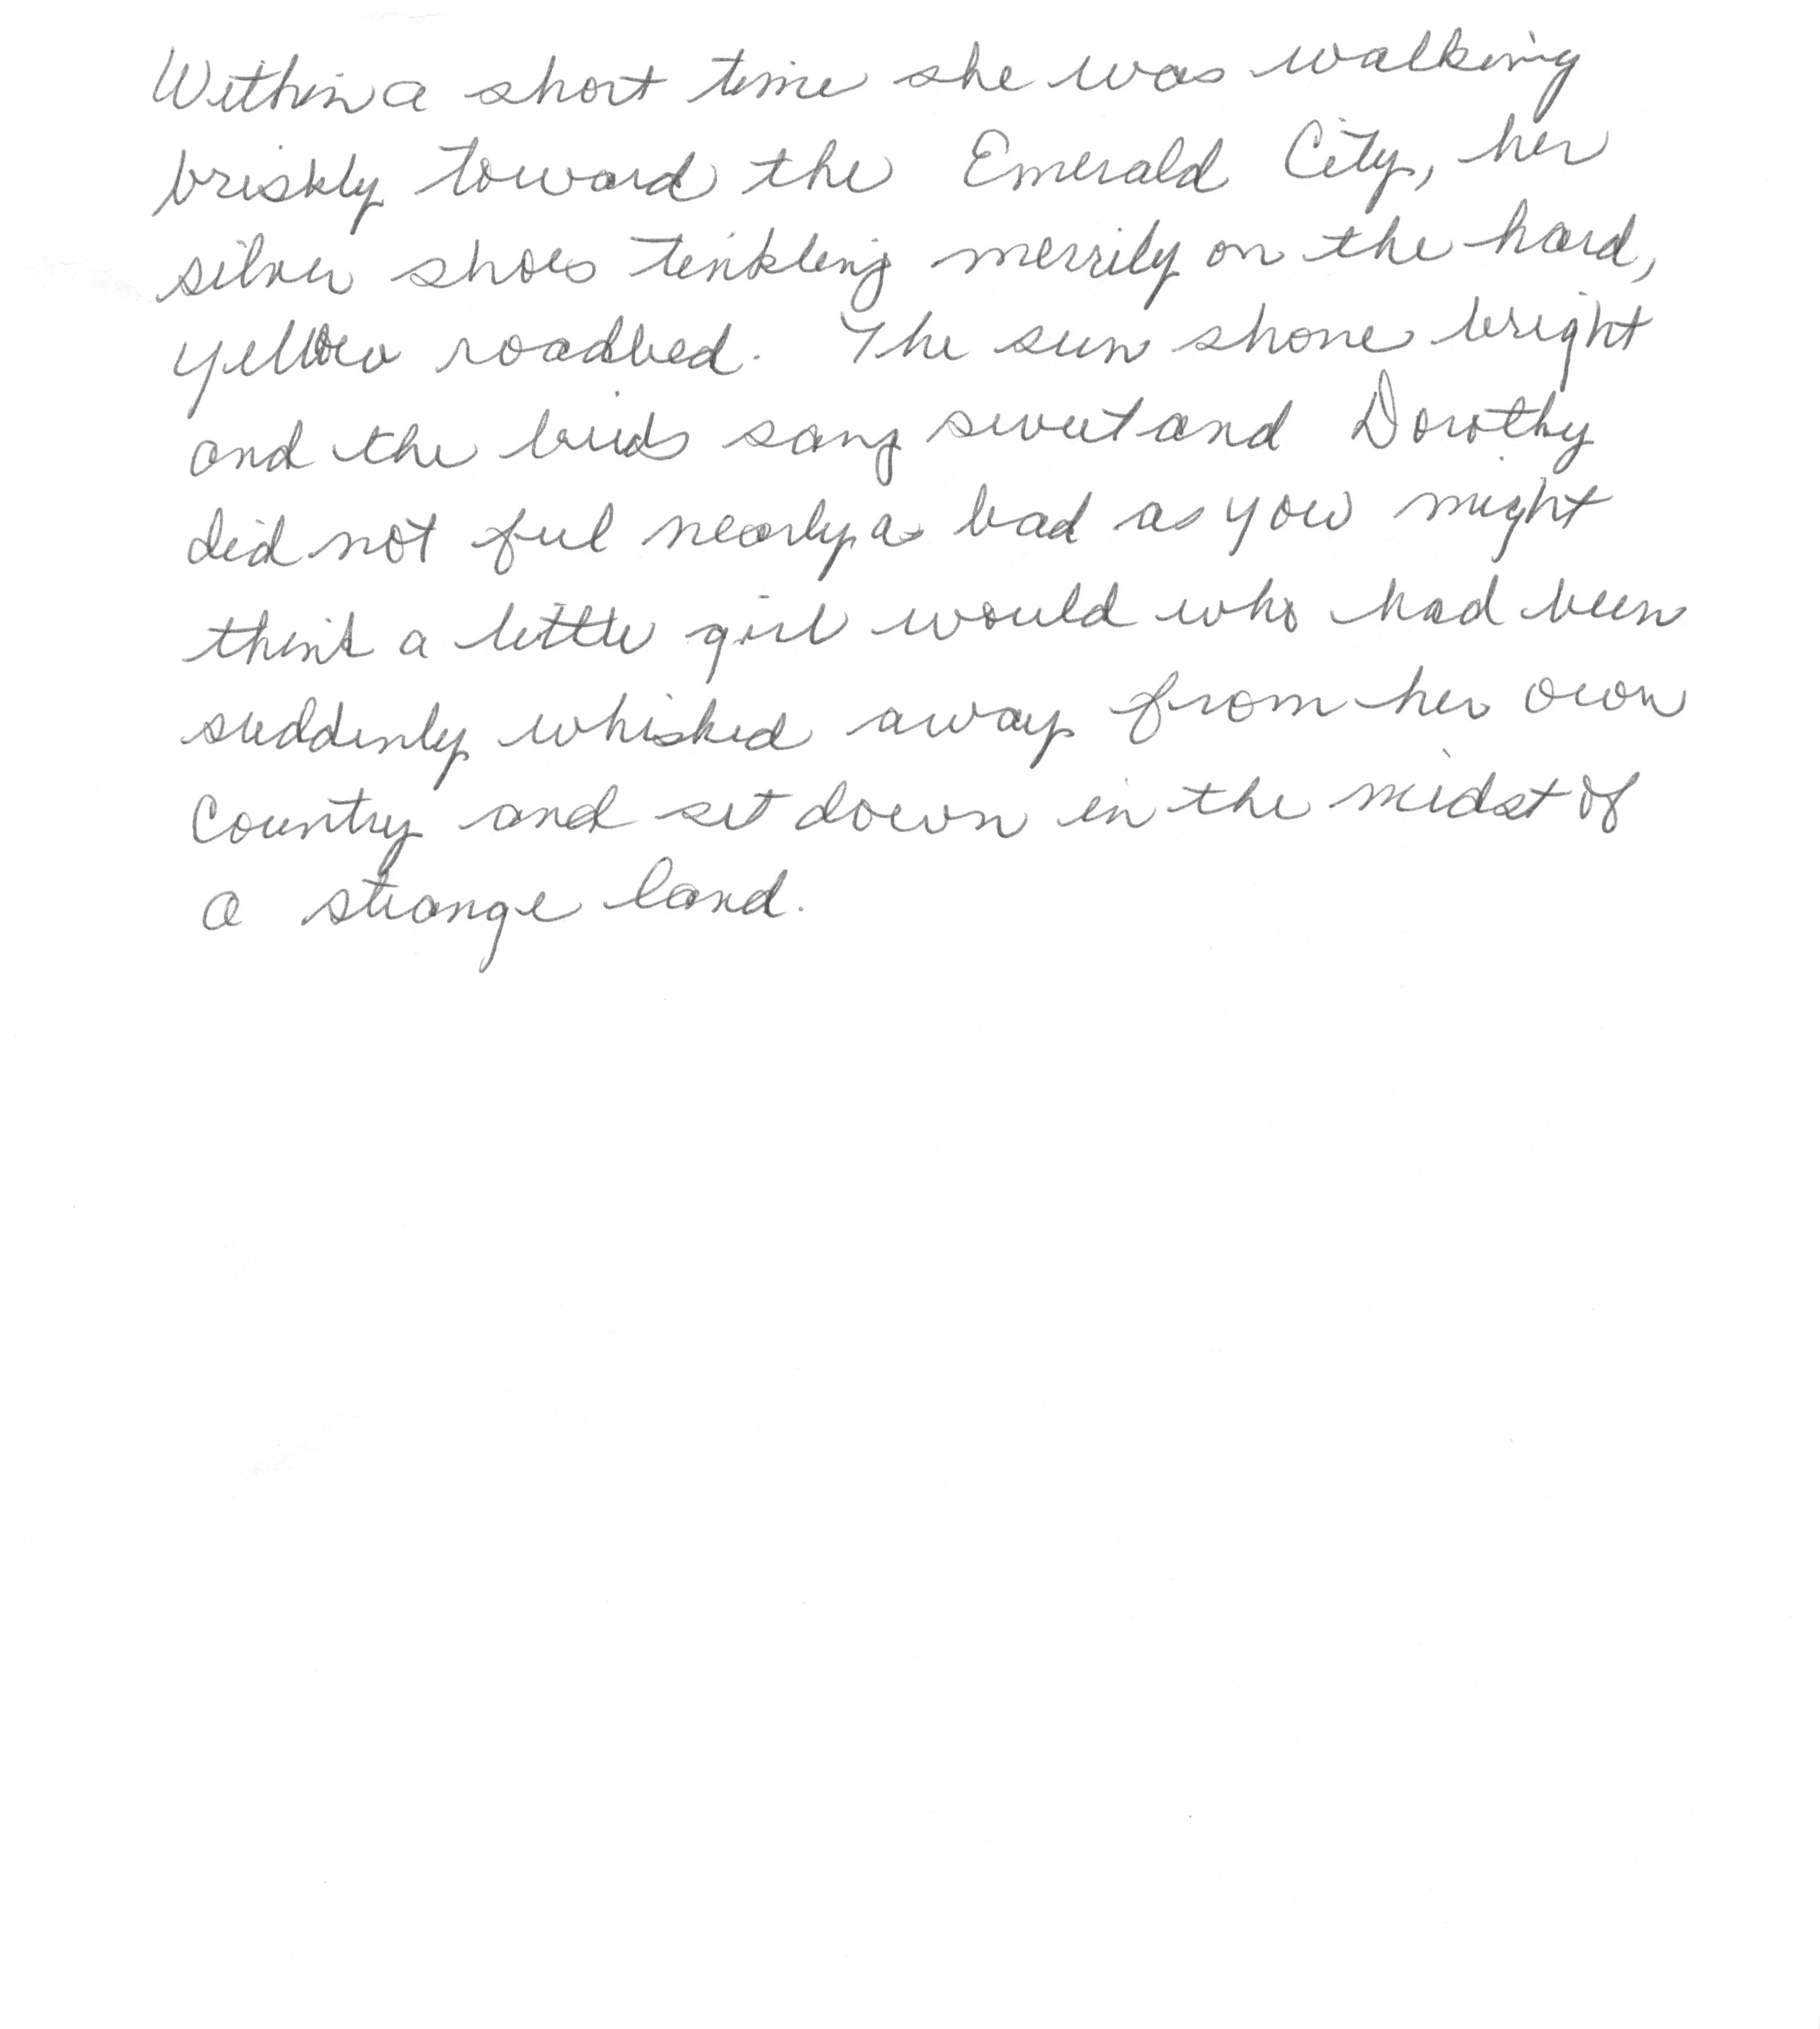 Within a short time she was walking
briskly toward the Emerald City, her
silver shoes tinkling merrily on the hard,
yellow roadbed. The sun shone bright
and the birds sang sweet and Dorothy
did not feel nearly as bad as you might
think a little girl would who had been
suddenly whisked away from her own
country and set down in the midst of
a strange land.